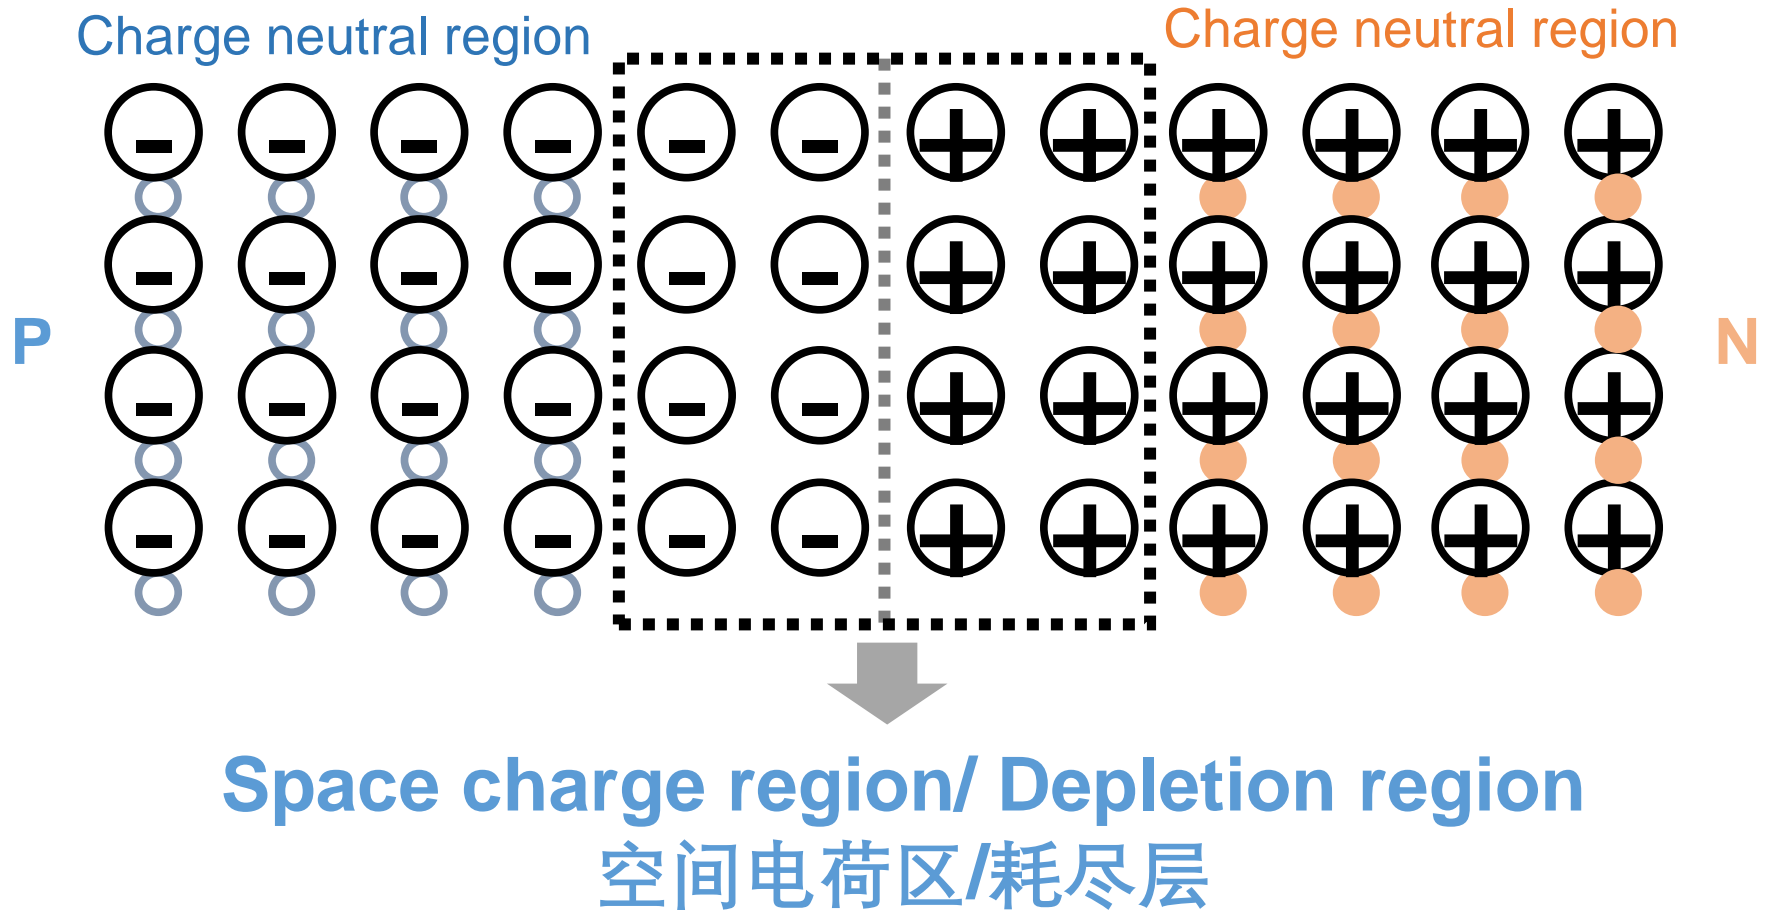 Charge neutral region
Charge neutral region
P
N
Space charge region/ Depletion region
空间电荷区/耗尽层